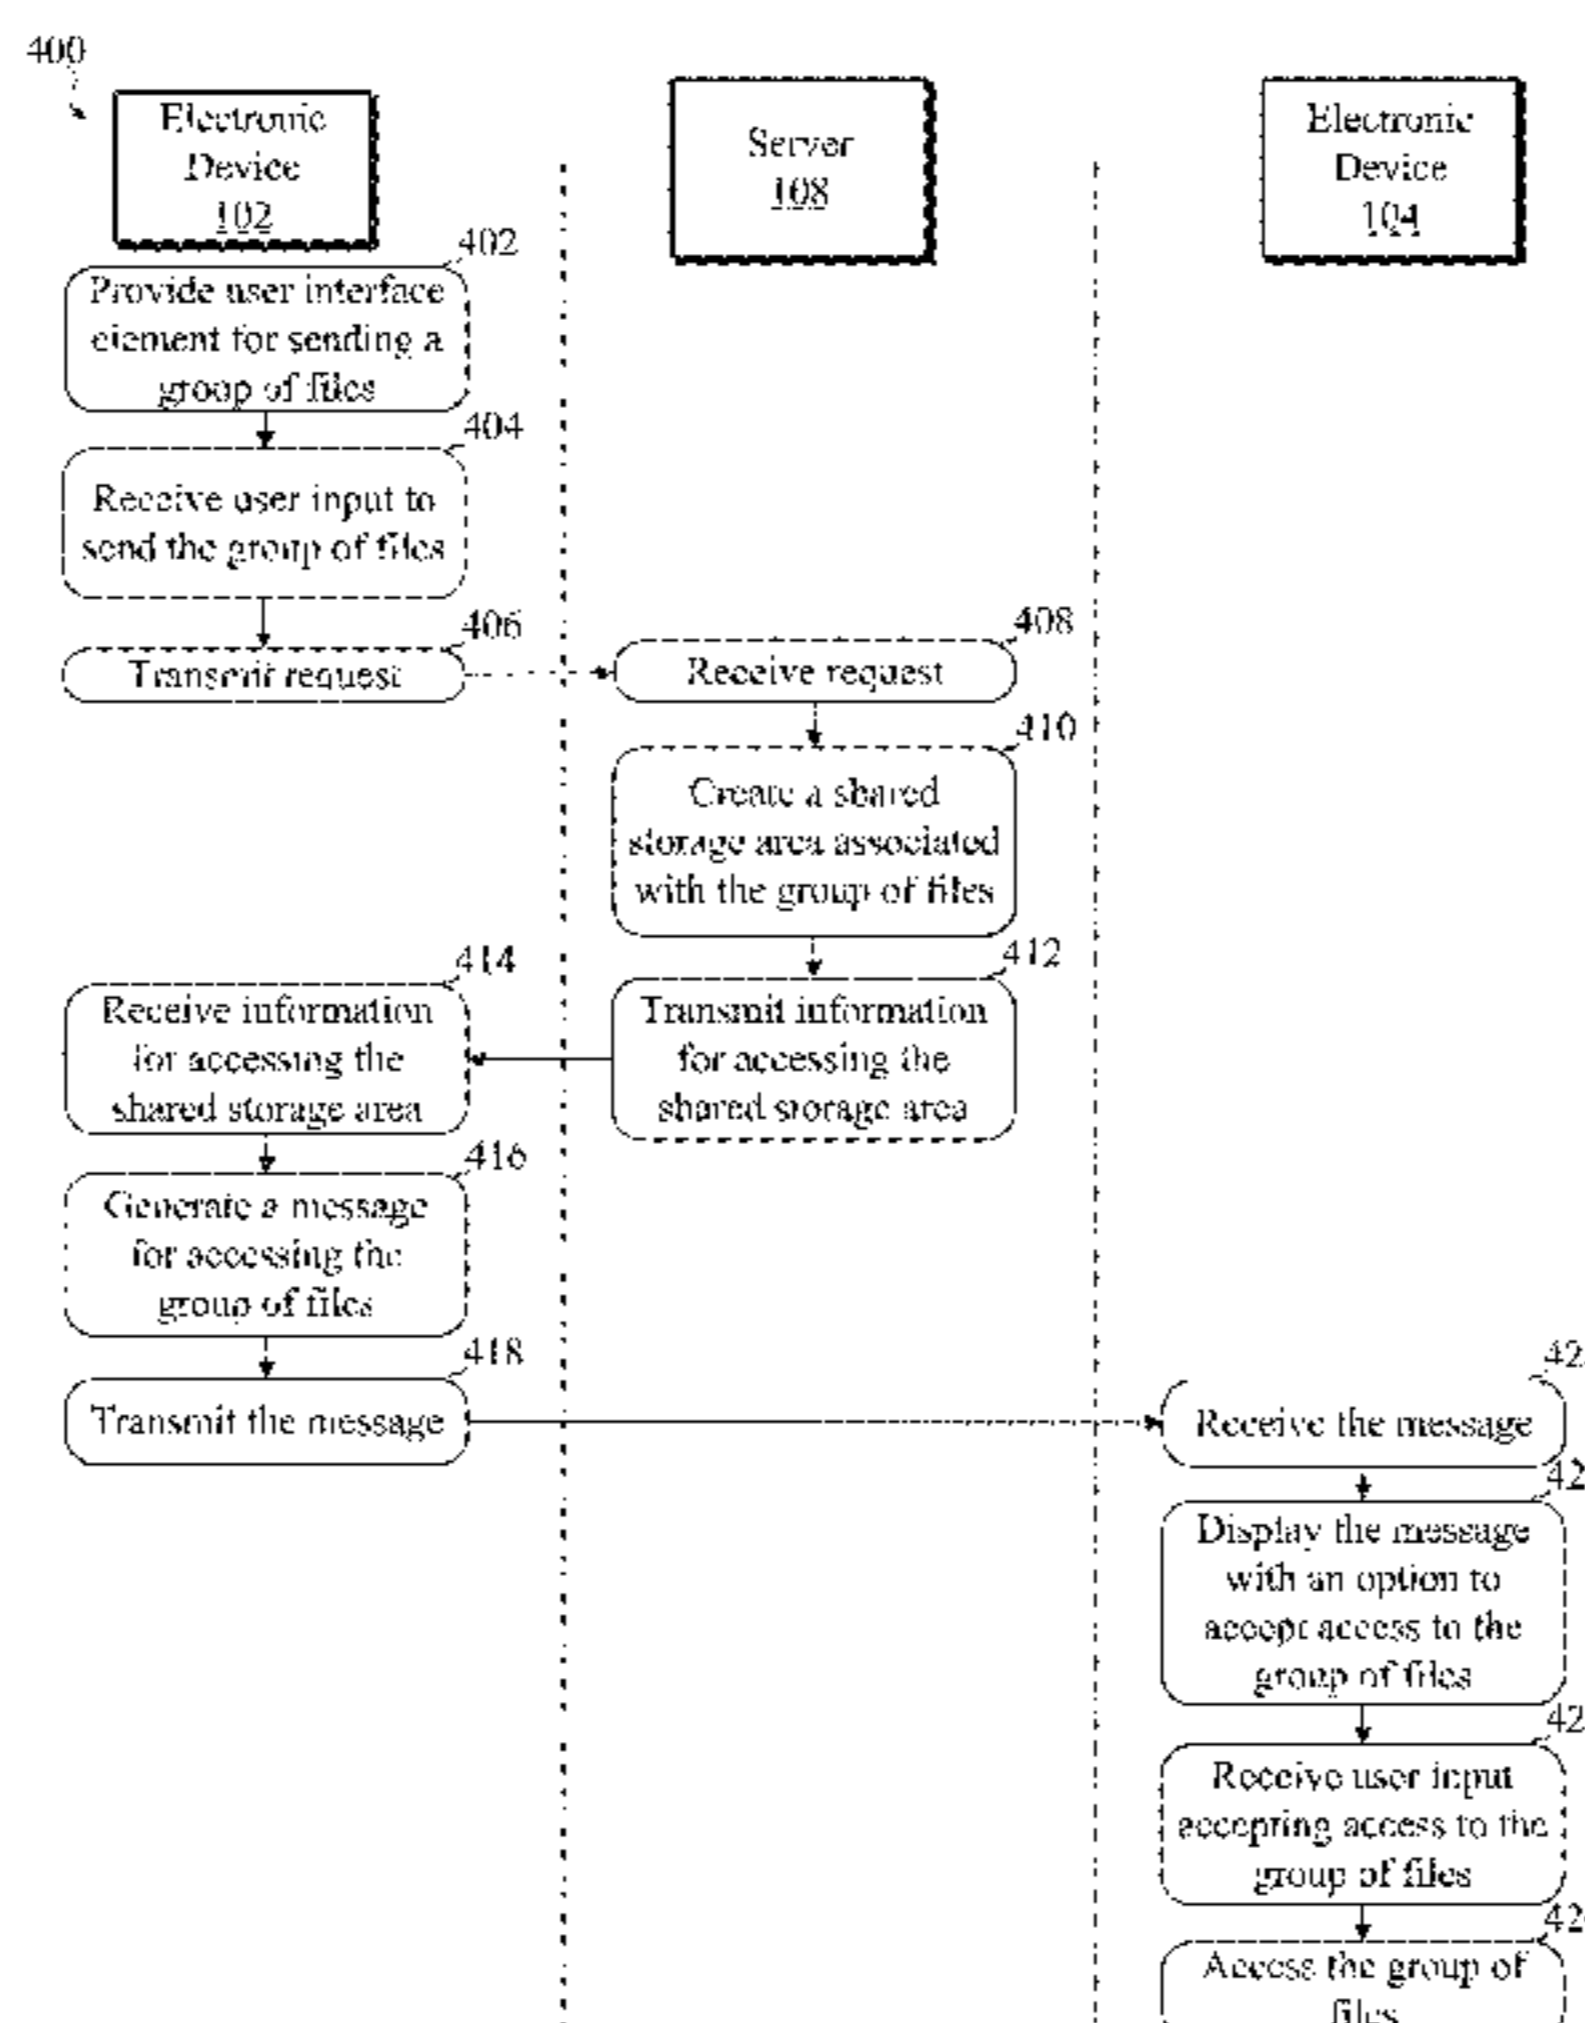 400
Electronic
Device
102
Server
108
Electronic
Device
104
402
Provide user interface
element for sending a
group of files
404
Receive user input to
send the group of files
406
Transmit request
408
Receive request
410
Create a shared
storage area associated
with the group of files
412
Transmit information
for accessing the
shared storage area
414
Receive information
for accessing the
shared storage area
416
Generate a message
for accessing the
group of files
418
Transmit the message
42
Receive the message
42
Display the message
with an option to
accept access to the
group of files
42
Receive user input
accepting access to the
group of files
42
Access the group of
files